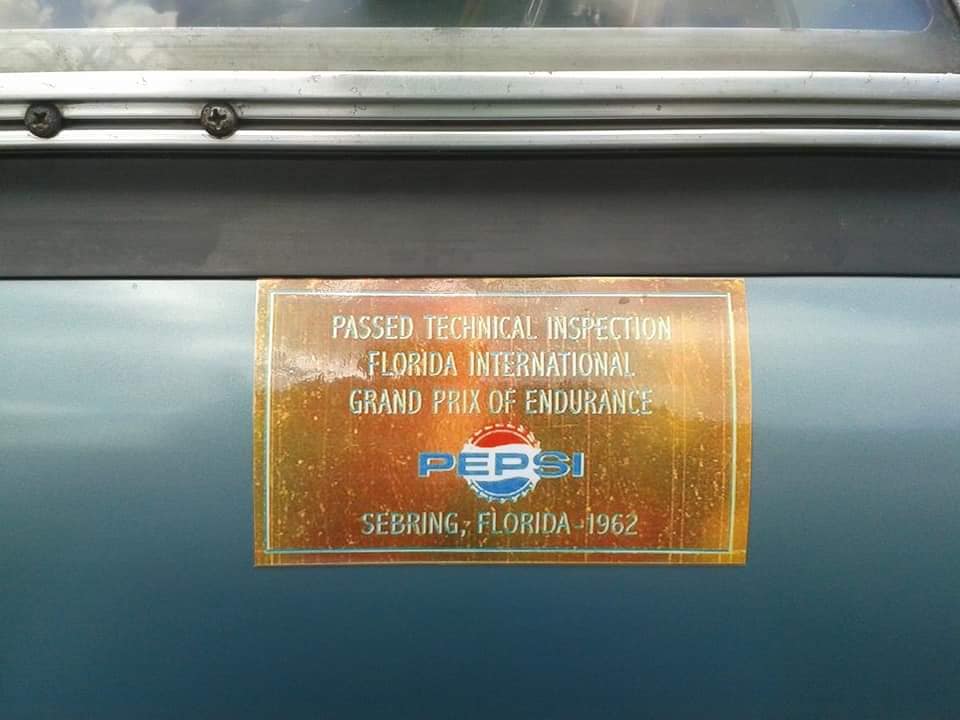 PASSED TECHNICAL INSPECTION
FLORIDA INTERNATIONAL
GRAND PRIX OF ENDURANCE
PEPSI
SEBRING, FLORIDA-1962